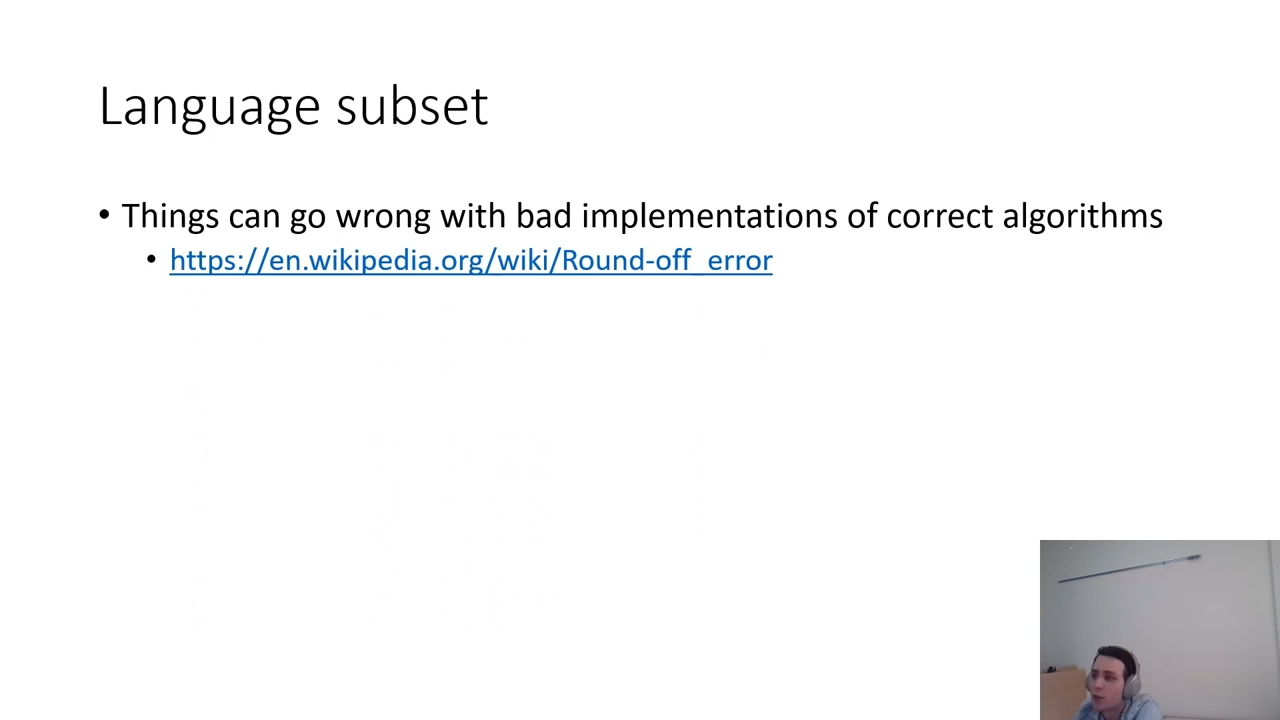 Language subset
• Things can go wrong with bad implementations of correct algorithms
• https://en.wikipedia.org/wiki/Round-off_error